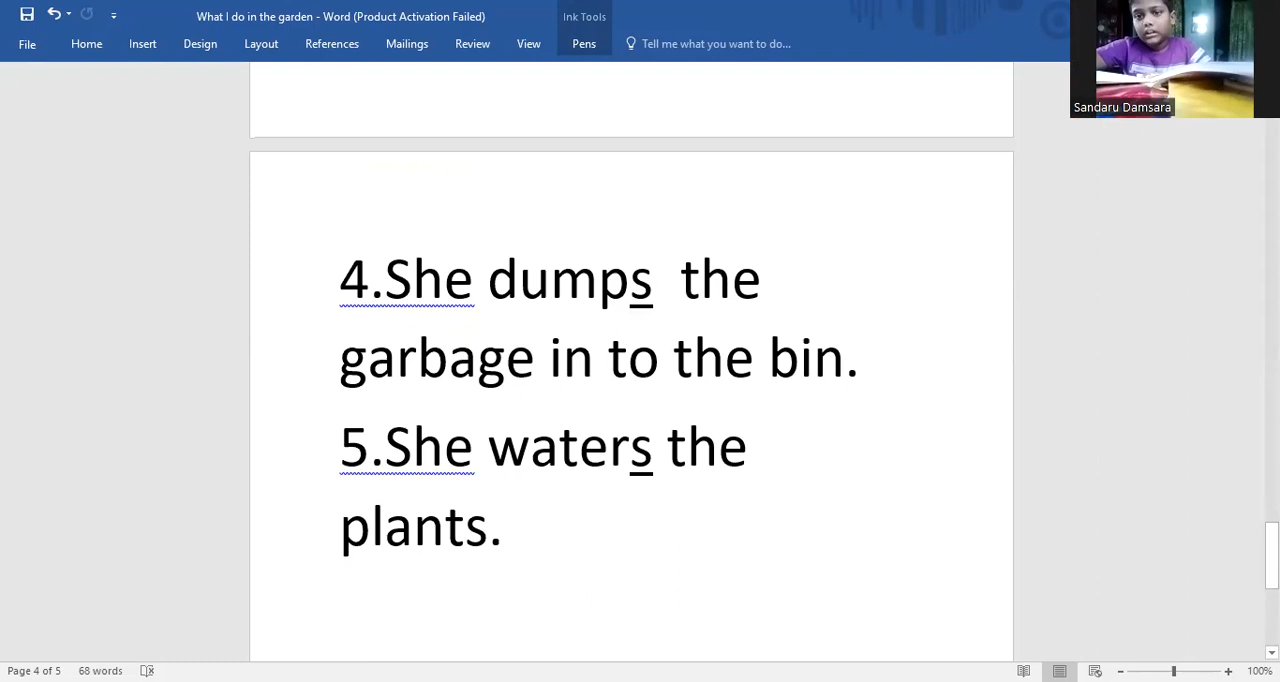 What I do in the garden - Word (Product Activation Failed)
Ink Tools
File Home Insert Design Layout References Mailings Review View Pens Tell me what you want to do...
Sandaru Damsara
4.She dumps the
garbage in to the bin.
5.She waters the
plants.
Page 4 of 5 68 words 100%